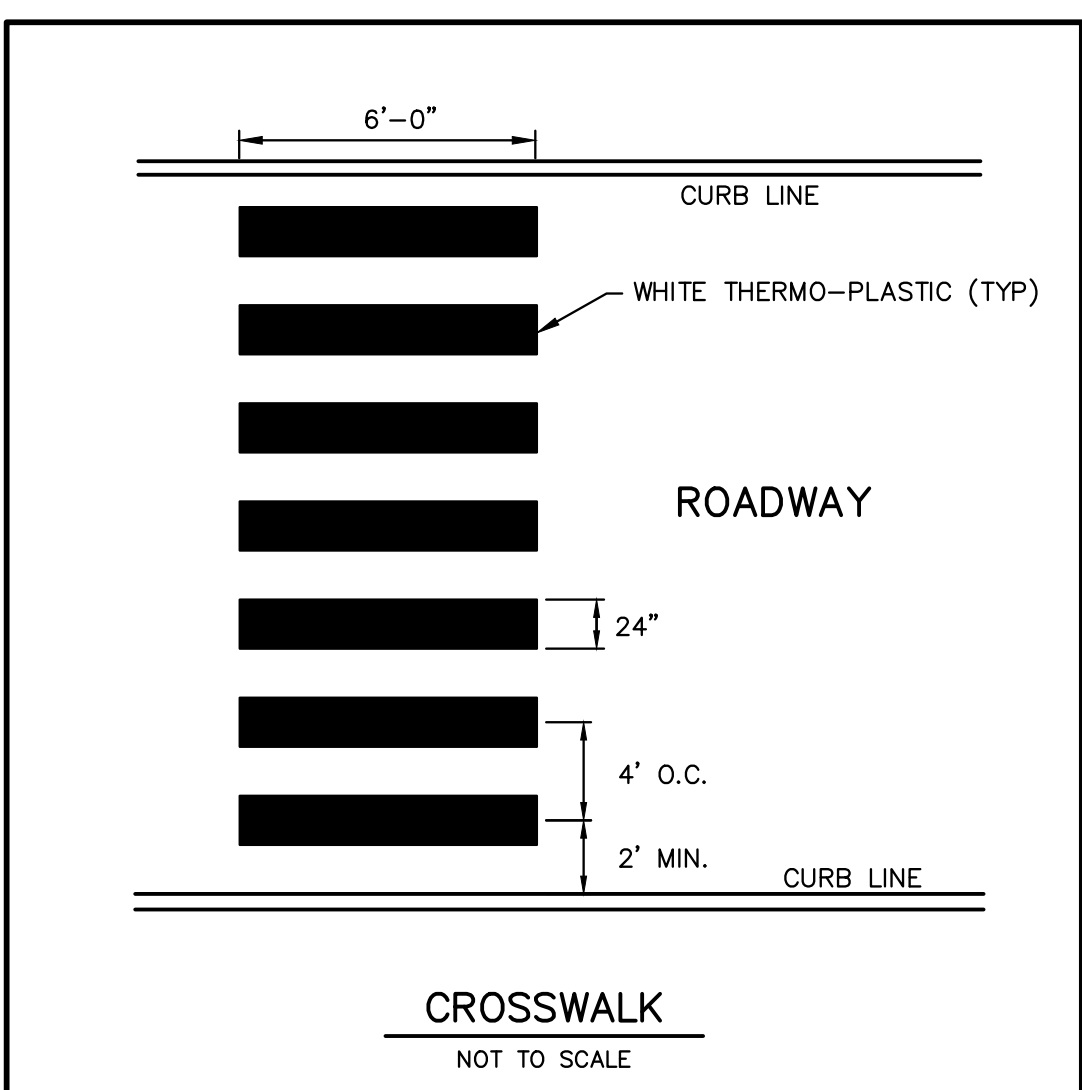 6'-0"
CURB LINE
WHITE THERMO-PLASTIC (TYP)
ROADWAY
24"
4' O.C.
2' MIN.
CURB LINE
CROSSWALK
NOT TO SCALE